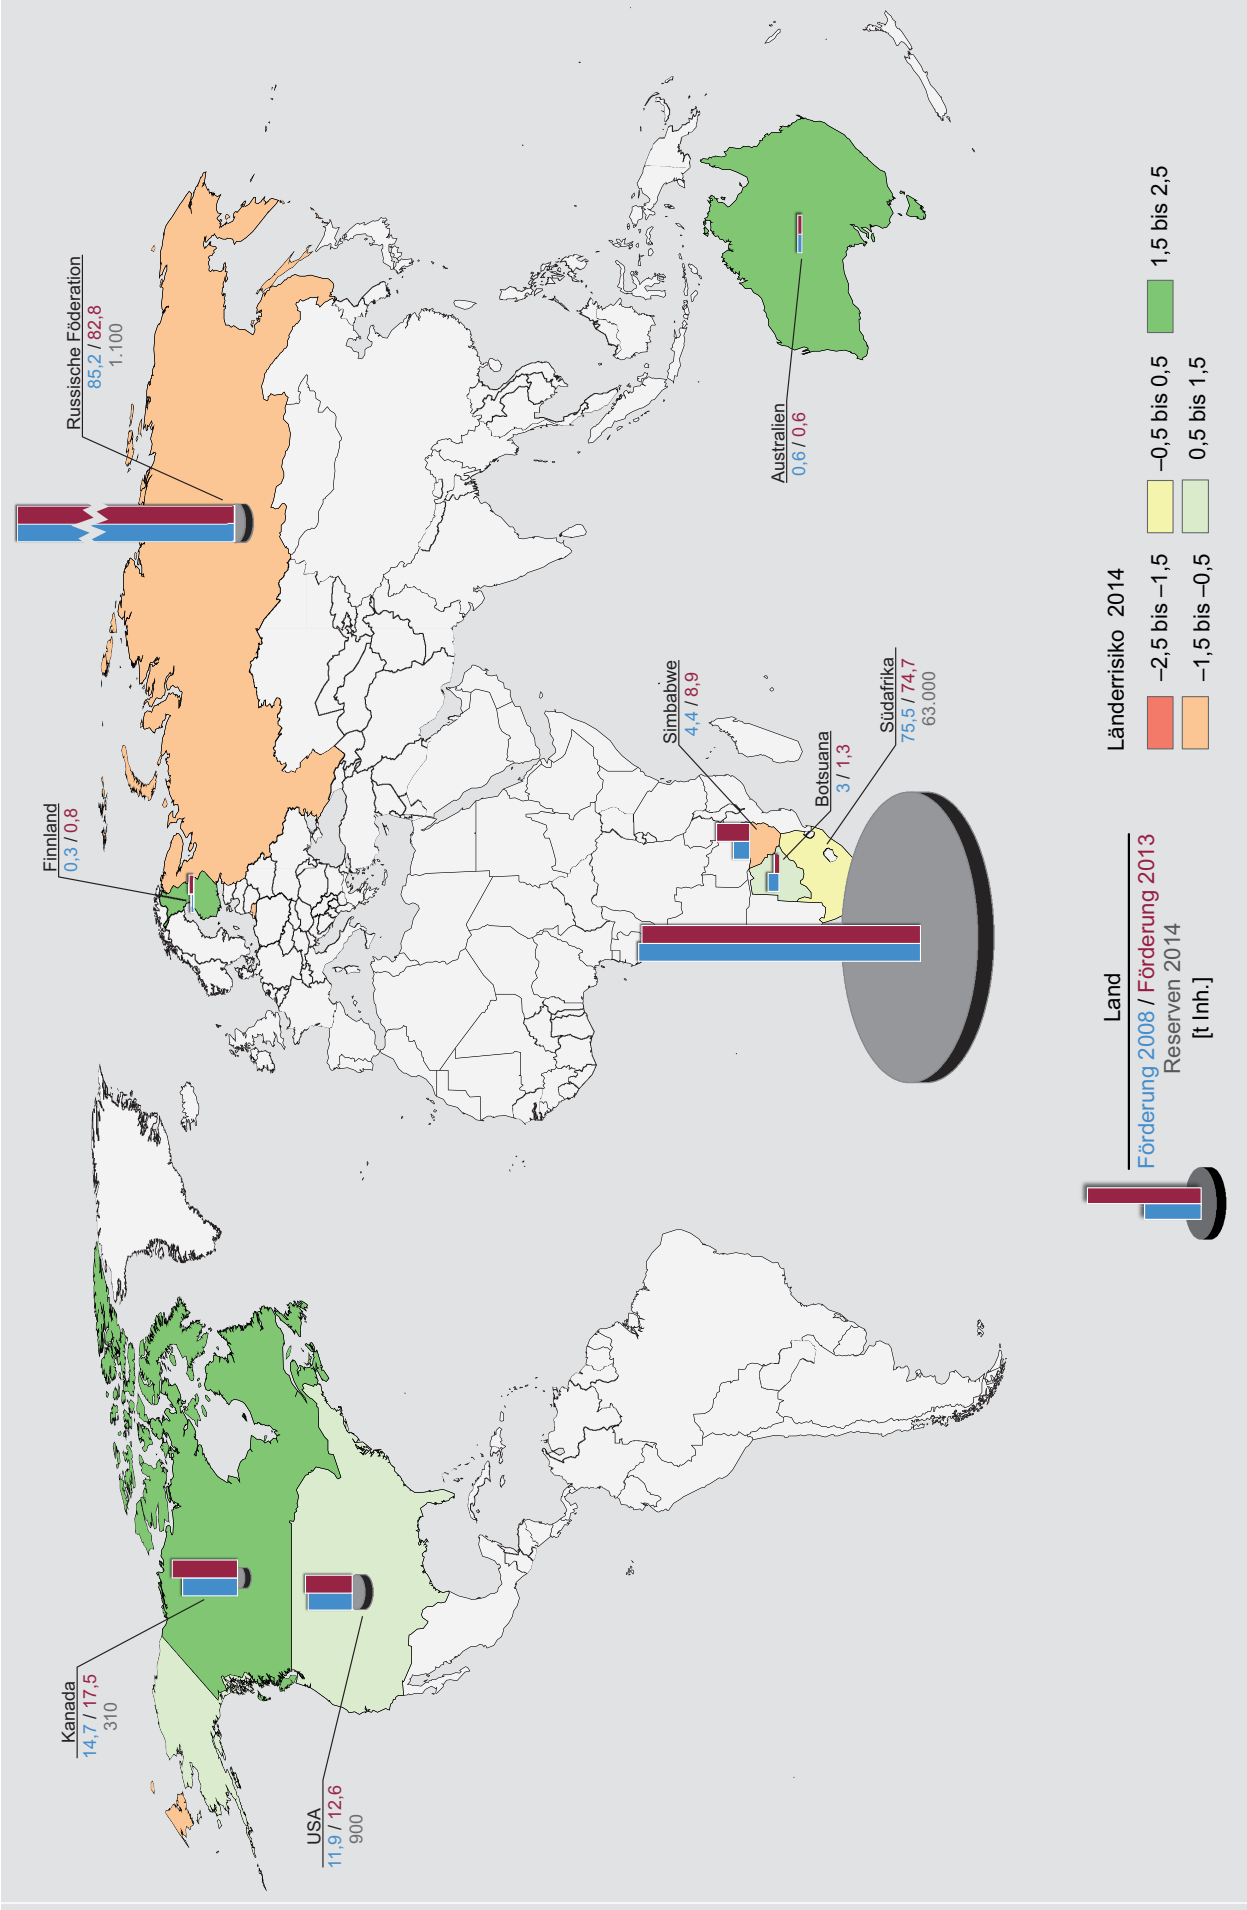 Kanada
14,7 / 17,5
310
USA
11,9 / 12,6
900
Finnland
0,3 / 0,8
Russische Föderation
85,2 / 82,8
1.100
Simbabwe
4,4 / 8,9
Botsuana
3 / 1,3
Südafrika
75,5 / 74,7
63.000
Australien
0,6 / 0,6
Land
Förderung 2008 / Förderung 2013
Reserven 2014
[t Inh.]
Länderrisiko 2014
–2,5 bis –1,5
–0,5 bis 0,5
1,5 bis 2,5
–1,5 bis –0,5
0,5 bis 1,5